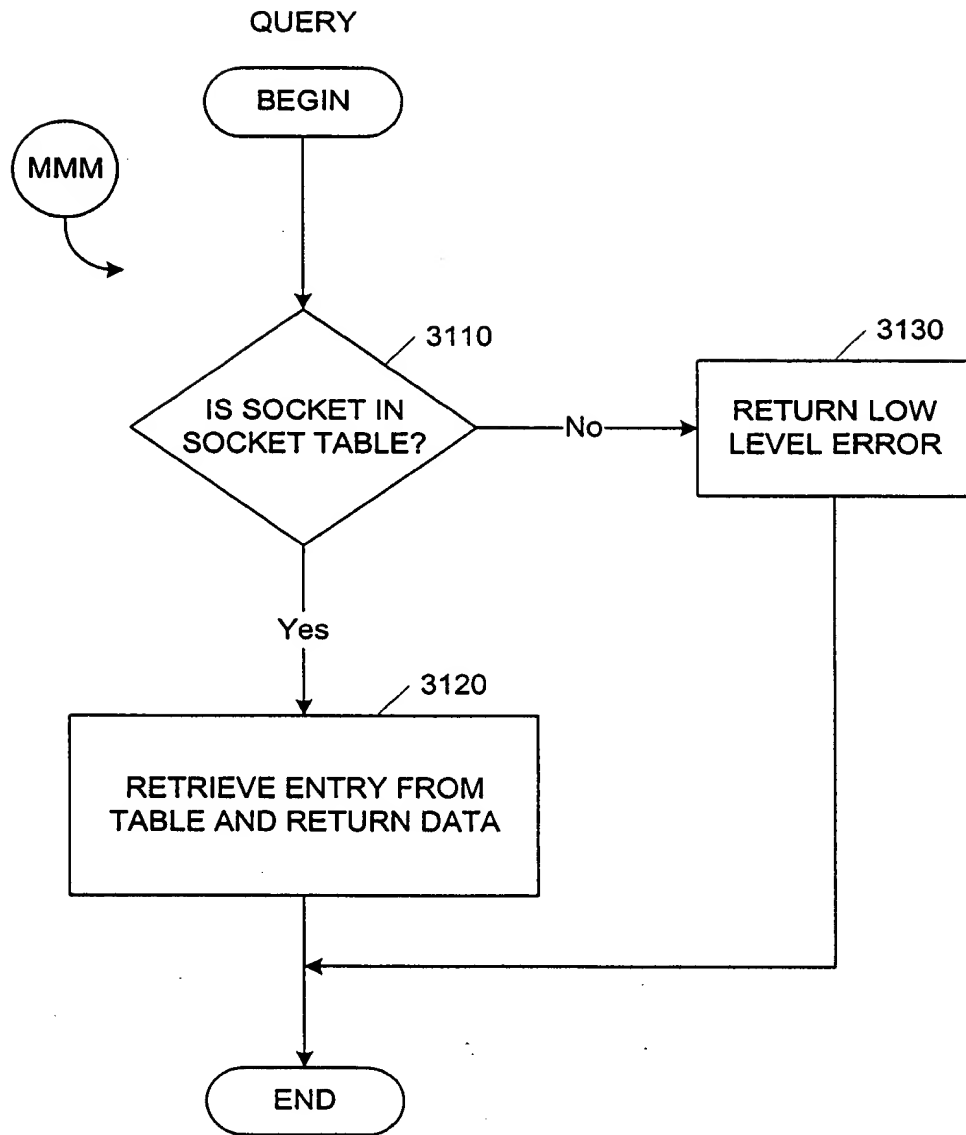 QUERY
BEGIN
MMM
3110
IS SOCKET IN
SOCKET TABLE?
No
3130
RETURN LOW
LEVEL ERROR
Yes
3120
RETRIEVE ENTRY FROM
TABLE AND RETURN DATA
END